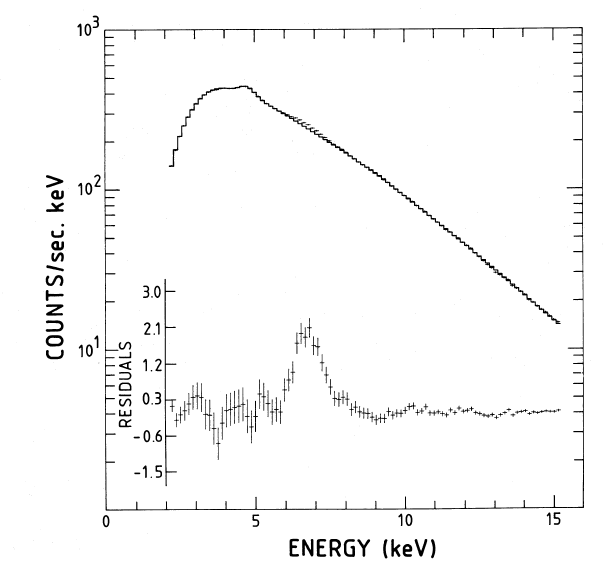 10³
10²
10¹
COUNTS/sec. keV
3.0
2.1
1.2
0.3
-0.6
-1.5
RESIDUALS
0 5 10 15
ENERGY (keV)